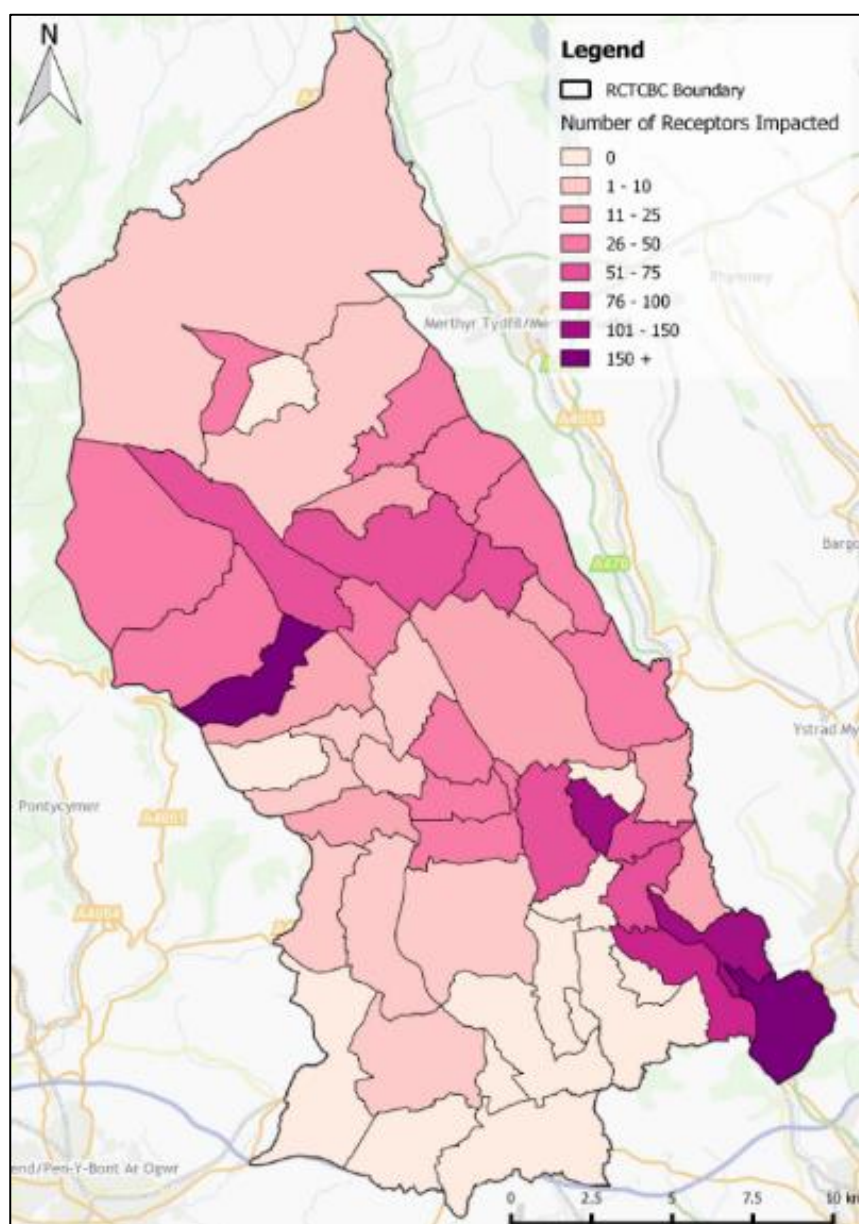 N
Legend
RCTCBC Boundary
Number of Receptors Impacted
0
1 - 10
11 - 25
26 - 50
51 - 75
76 - 100
101 - 150
150 +
Rhymney
Merthyr Tydfil/Mer
A470
Ystrad My
Pontycymer
A4061
A4064
end/Pen-Y-Bont Ar Ogwr
0 2.5 5 7.5 10 km